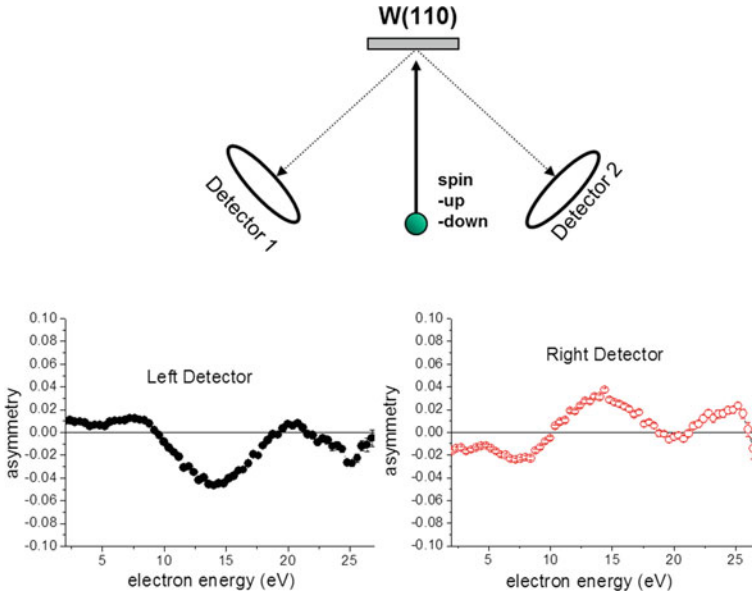 W(110)
Detector 1
spin
-up
-down
Detector 2
0.10
0.08
0.06
0.04
0.02
0.00
-0.02
-0.04
-0.06
-0.08
-0.10
asymmetry
Left Detector
5 10 15 20 25
electron energy (eV)
0.10
0.08
0.06
0.04
0.02
0.00
-0.02
-0.04
-0.06
-0.08
-0.10
asymmetry
Right Detector
5 10 15 20 25
electron energy (eV)